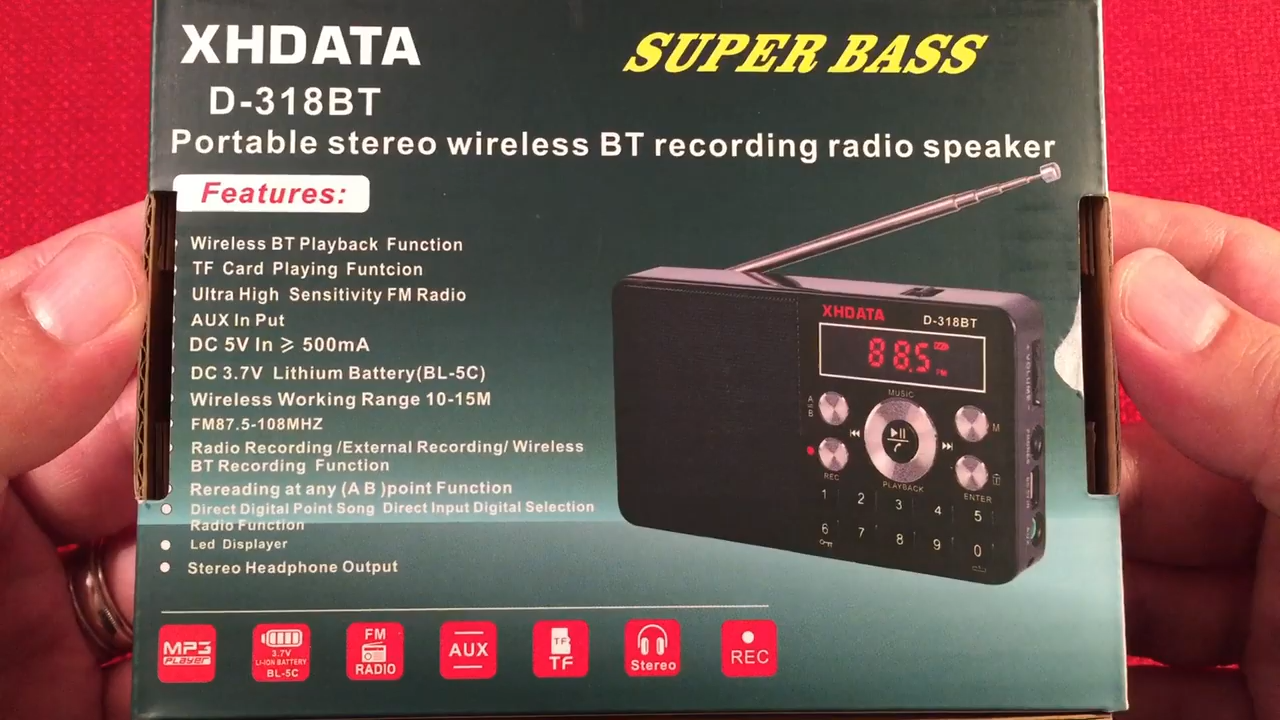 XHDATA
SUPER BASS
D-318BT
Portable stereo wireless BT recording radio speaker
Features:
Wireless BT Playback Function
TF Card Playing Funtcion
Ultra High Sensitivity FM Radio
AUX In Put
DC 5V In ⩾ 500mA
DC 3.7V Lithium Battery(BL-5C)
Wireless Working Range 10-15M
FM87.5-108MHZ
Radio Recording /External Recording/ Wireless
BT Recording Function
Rereading at any (A B )point Function
Direct Digital Point Song Direct Input Digital Selection
Radio Function
Led Displayer
Stereo Headphone Output
XHDATA
D-318BT
88.5
FM
MUSIC
A
B
M
REC
PLAYBACK
ENTER
1 2 3 4 5
6 7 8 9 0
MP3
Player
3.7V
LI-ION BATTERY
BL-5C
FM
RADIO
AUX
TF
TF
Stereo
REC